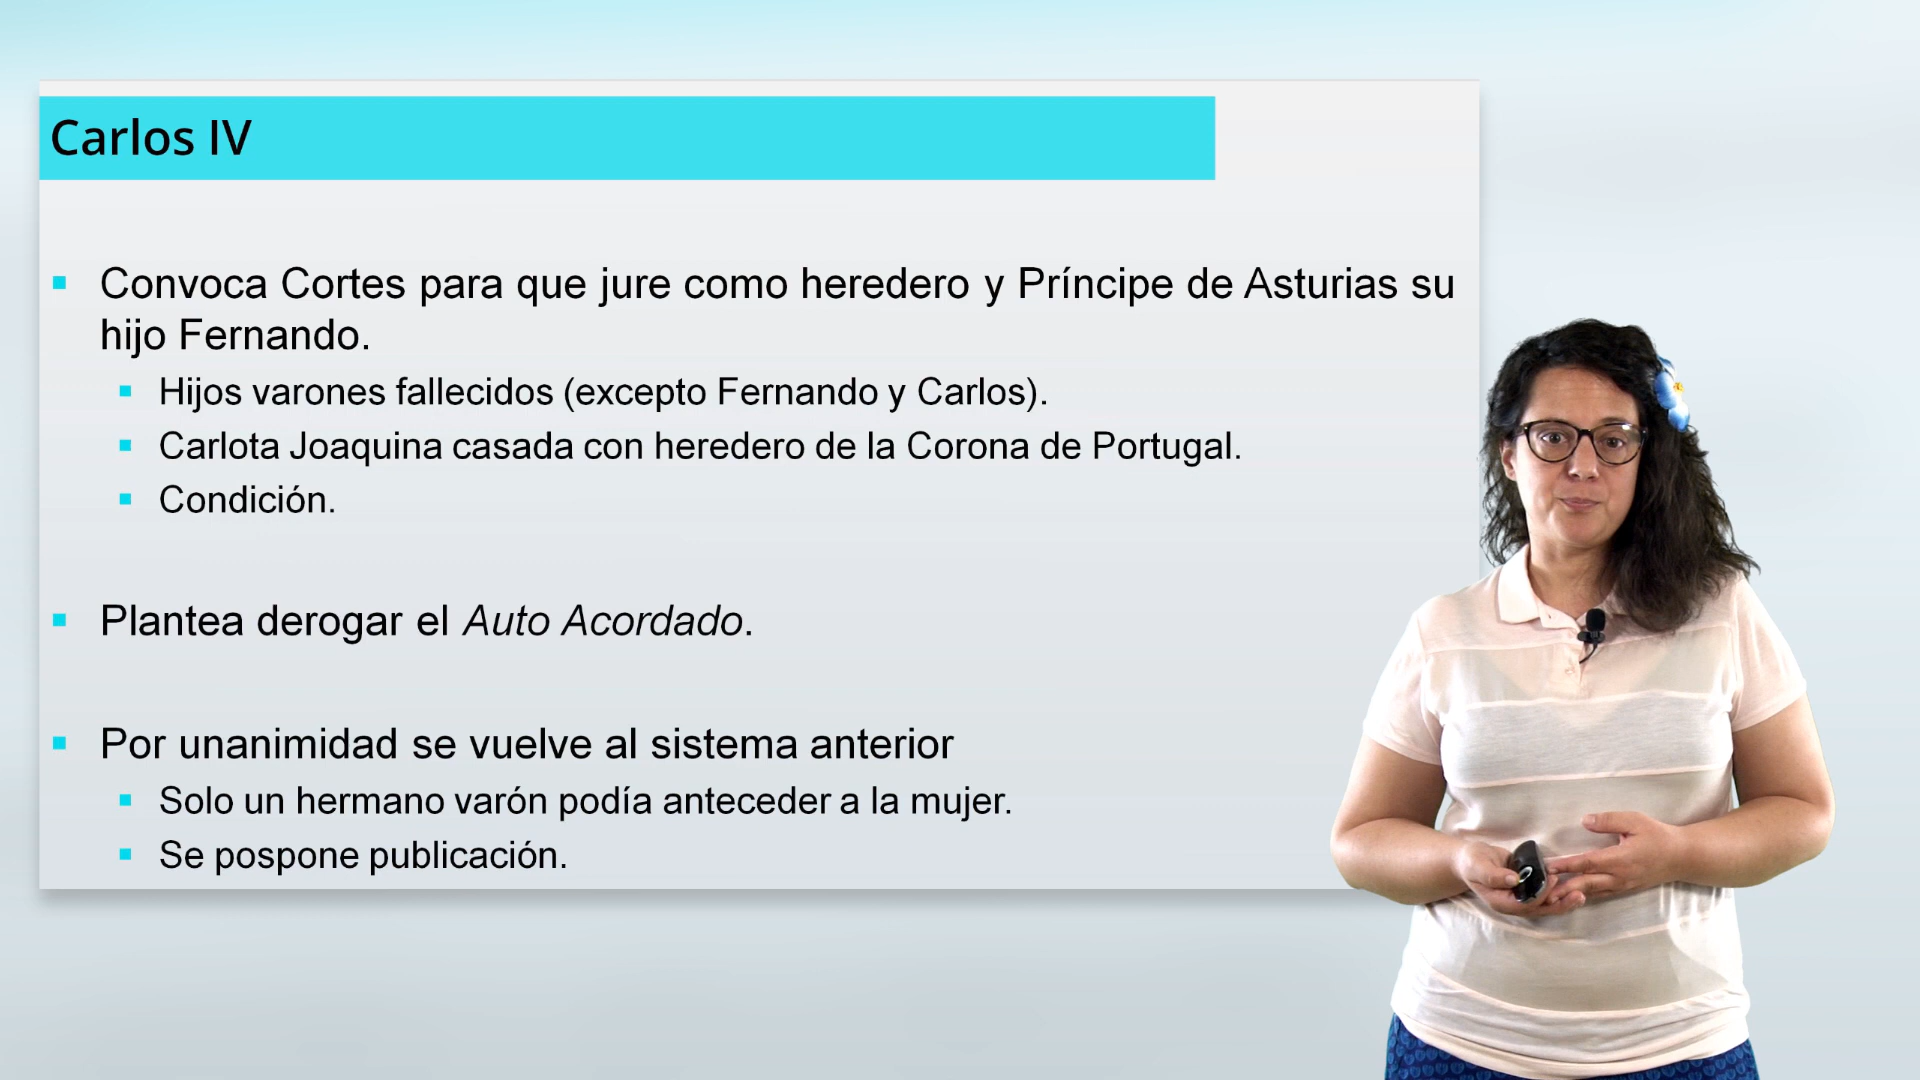 Carlos IV
Convoca Cortes para que jure como heredero y Príncipe de Asturias su
hijo Fernando.
Hijos varones fallecidos (excepto Fernando y Carlos).
Carlota Joaquina casada con heredero de la Corona de Portugal.
Condición.
Plantea derogar el Auto Acordado.
Por unanimidad se vuelve al sistema anterior
Solo un hermano varón podía anteceder a la mujer.
Se pospone publicación.